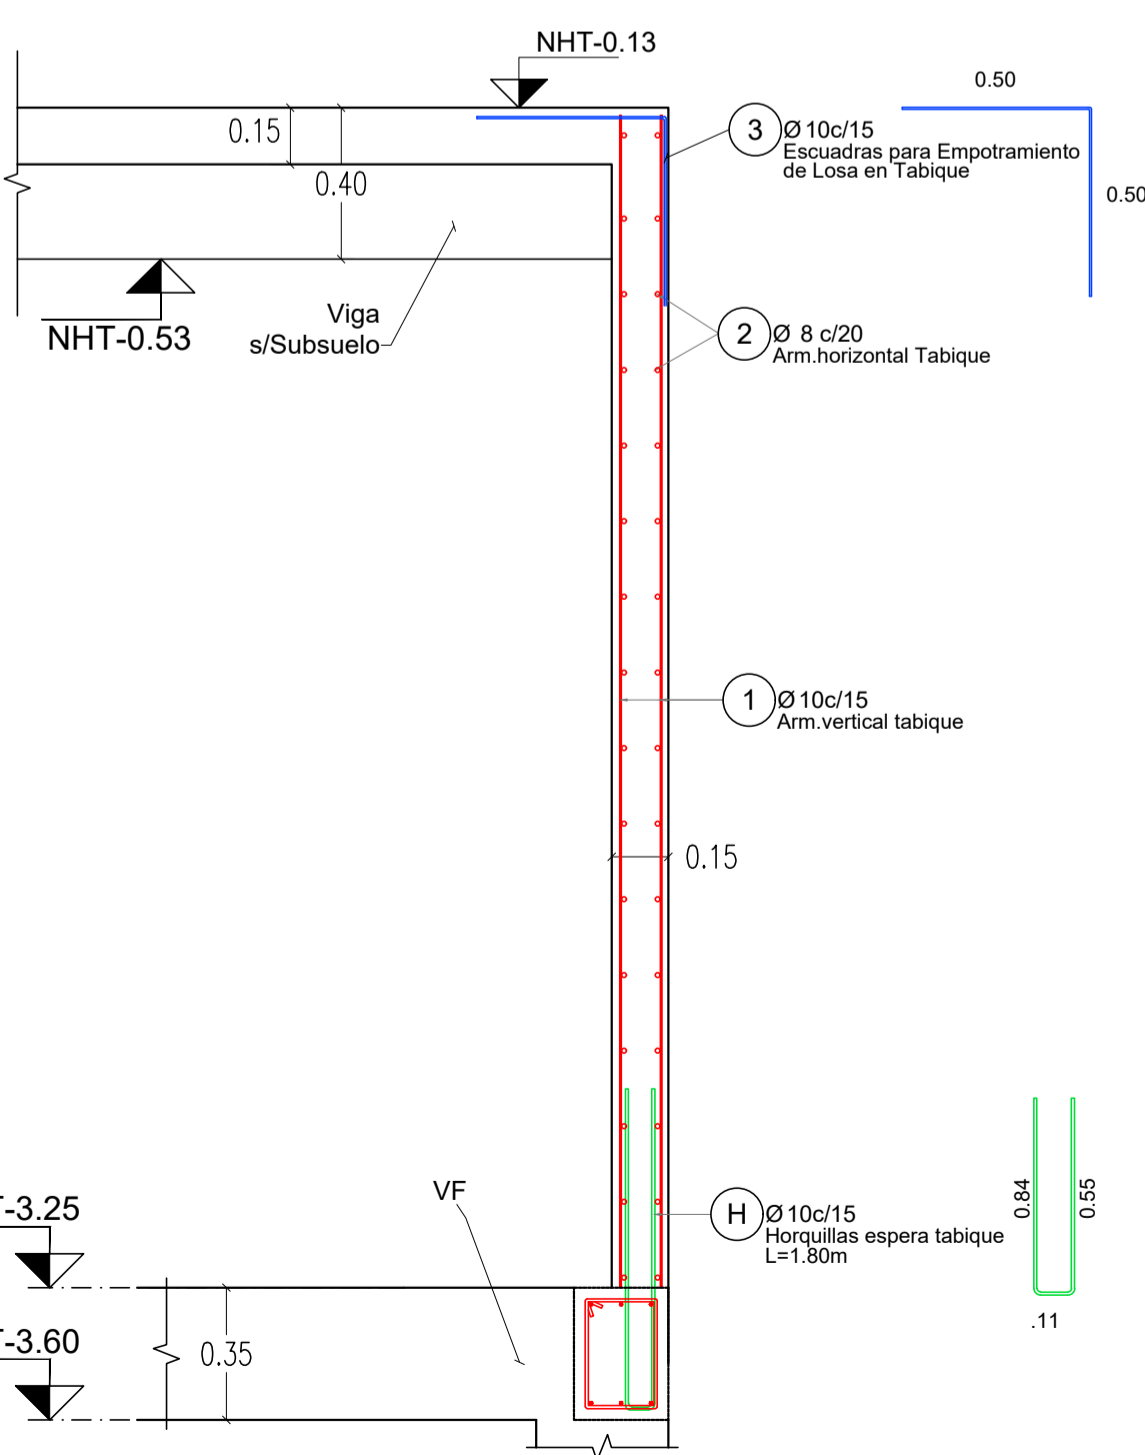 NHT-0.13
0.50
0.15
3
Ø 10c/15
Escuadras para Empotramiento
de Losa en Tabique
0.40
0.50
Viga
s/Subsuelo
NHT-0.53
2
Ø 8 c/20
Arm.horizontal Tabique
1
Ø 10c/15
Arm.vertical tabique
0.15
VF
-3.25
H
Ø 10c/15
Horquillas espera tabique
L=1.80m
0.84
0.55
.11
-3.60
0.35